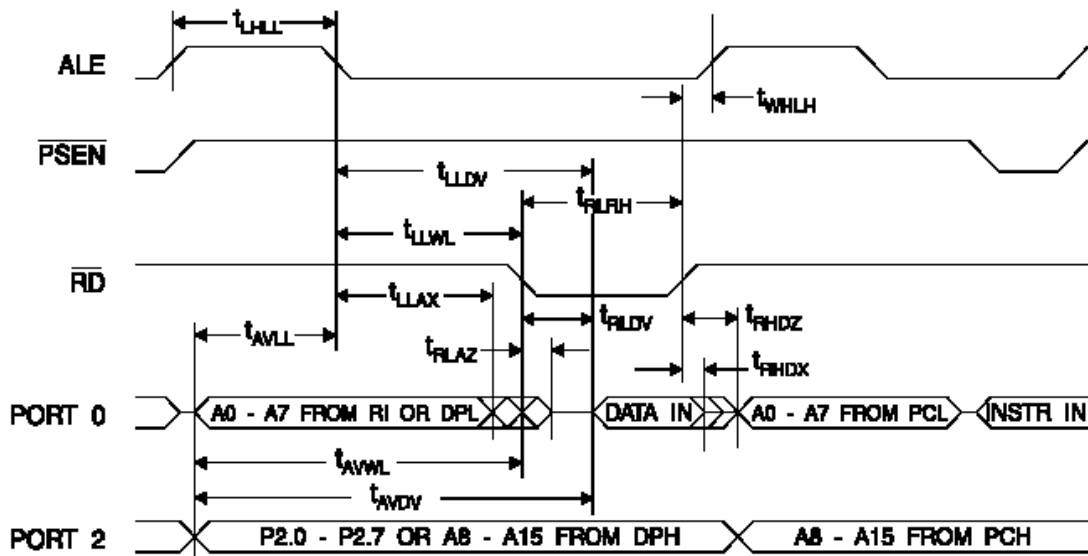 tLHLL
ALE
tWHLH
PSEN
tLLDV
tRLRH
tLLWL
RD
tLLAX
tRLDV
tRHDZ
tAVLL
tRLAZ
tRHDX
PORT 0
A0 - A7 FROM RI OR DPL
DATA IN
A0 - A7 FROM PCL
INSTR IN
tAVWL
tAVDV
PORT 2
P2.0 - P2.7 OR A8 - A15 FROM DPH
A8 - A15 FROM PCH